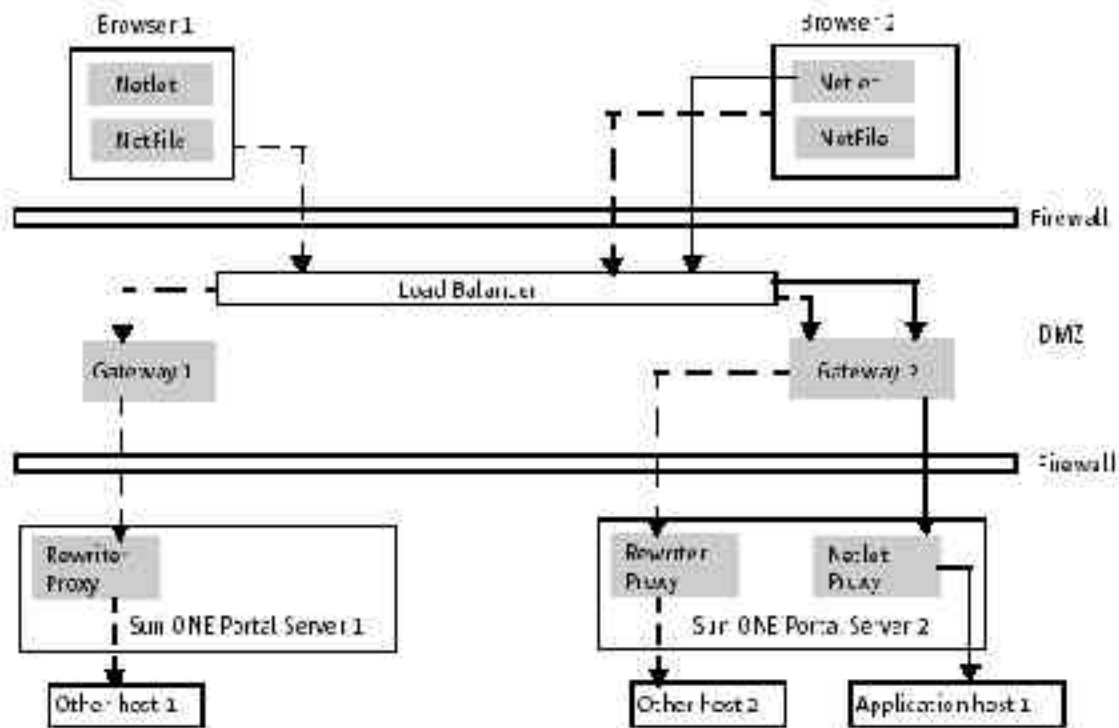 Browser 1
Browser 2
Netlet
Netlet
NetFile
NetFile
Firewall
Load Balancer
DMZ
Gateway 1
Gateway 2
Firewall
Rewriter
Proxy
Rewriter
Proxy
Netlet
Proxy
Sun ONE Portal Server 1
Sun ONE Portal Server 2
Other host 1
Other host 2
Application host 1